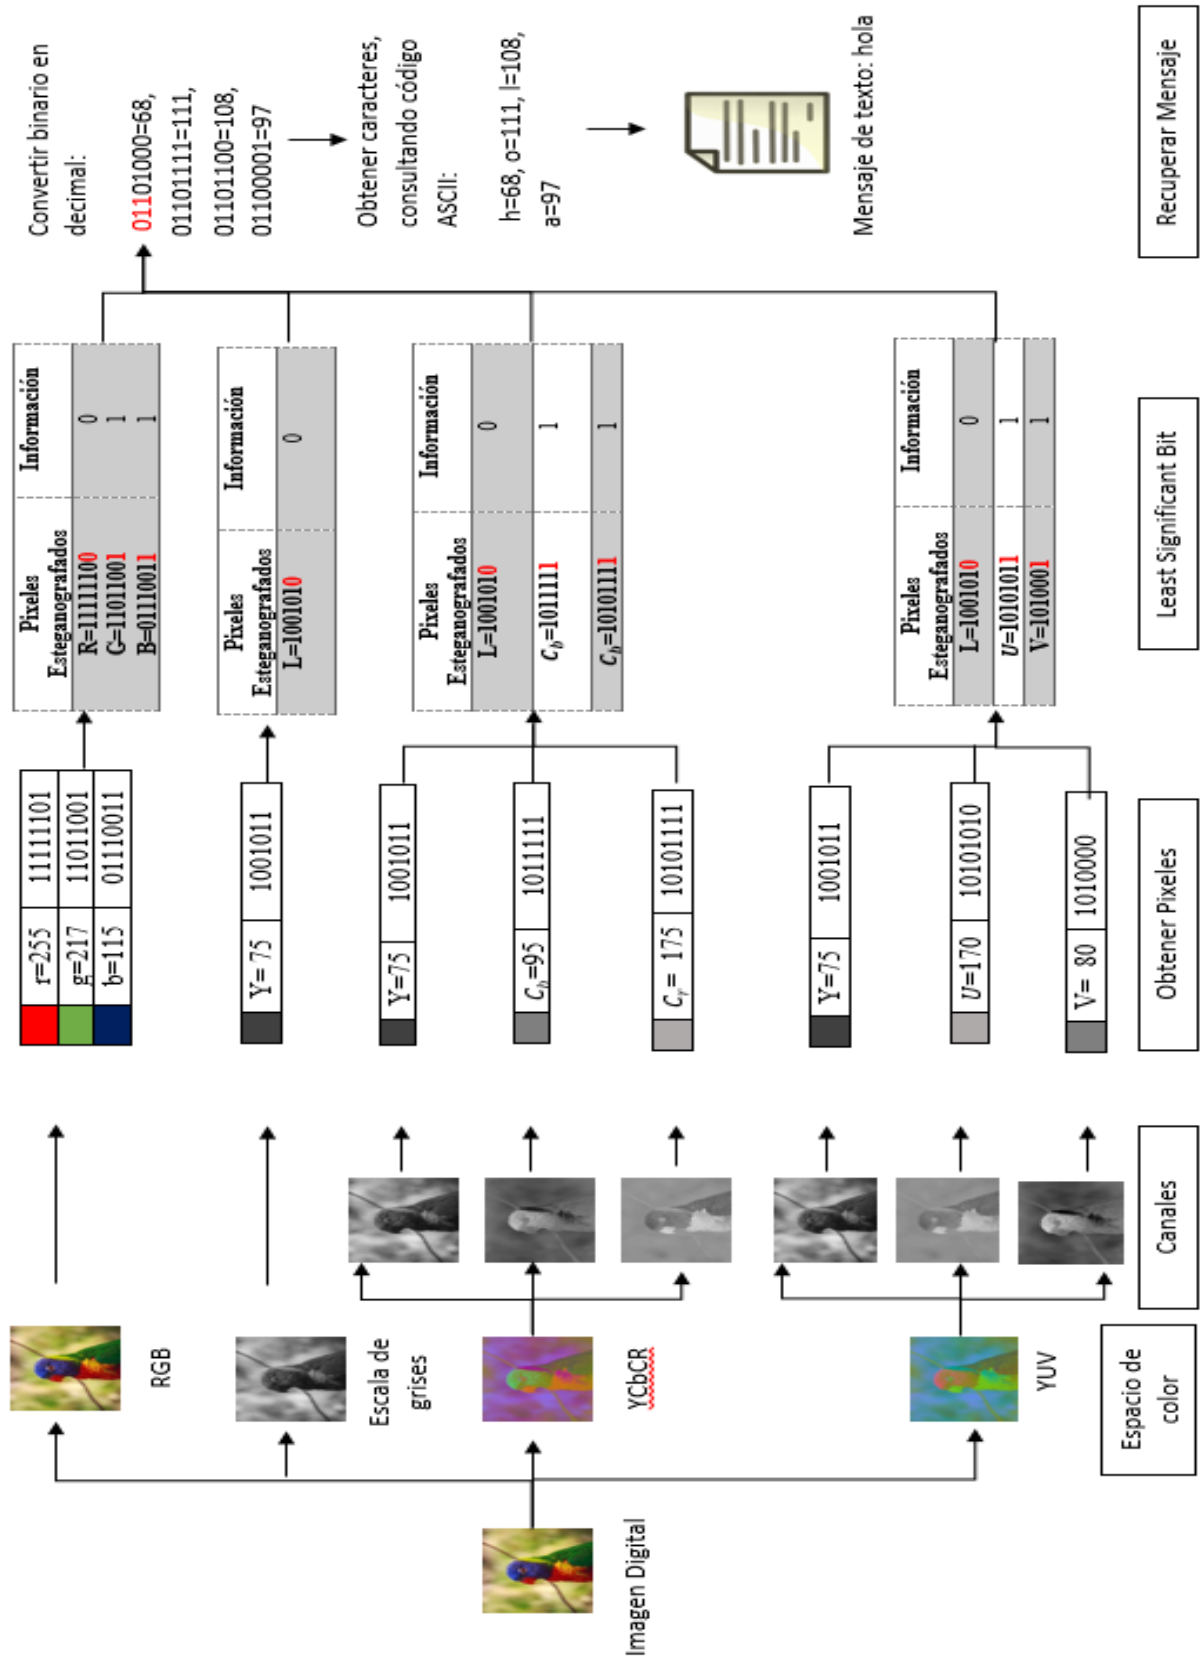 Imagen Digital
RGB
Escala de
grises
YCbCR
YUV
Espacio de
color
Canales
r=255 11111101
g=217 11011001
b=115 01110011
Y= 75 1001011
Y=75 1001011
Cb=95 1011111
Cr= 175 10101111
Y=75 1001011
U=170 10101010
V= 80 1010000
Obtener Pixeles
Pixeles
Esteganografados Información
R=11111100 0
G=11011001 1
B=01110011 1
Pixeles
Esteganografados Información
L=1001010 0
Pixeles
Esteganografados Información
L=1001010 0
Cb=1011111 1
Cb=10101111 1
Pixeles
Esteganografados Información
L=1001010 0
U=10101011 1
V=1010001 1
Least Significant Bit
Convertir binario en
decimal:
01101000=68,
01101111=111,
01101100=108,
01100001=97
Obtener caracteres,
consultando código
ASCII:
h=68, o=111, l=108,
a=97
Mensaje de texto: hola
Recuperar Mensaje